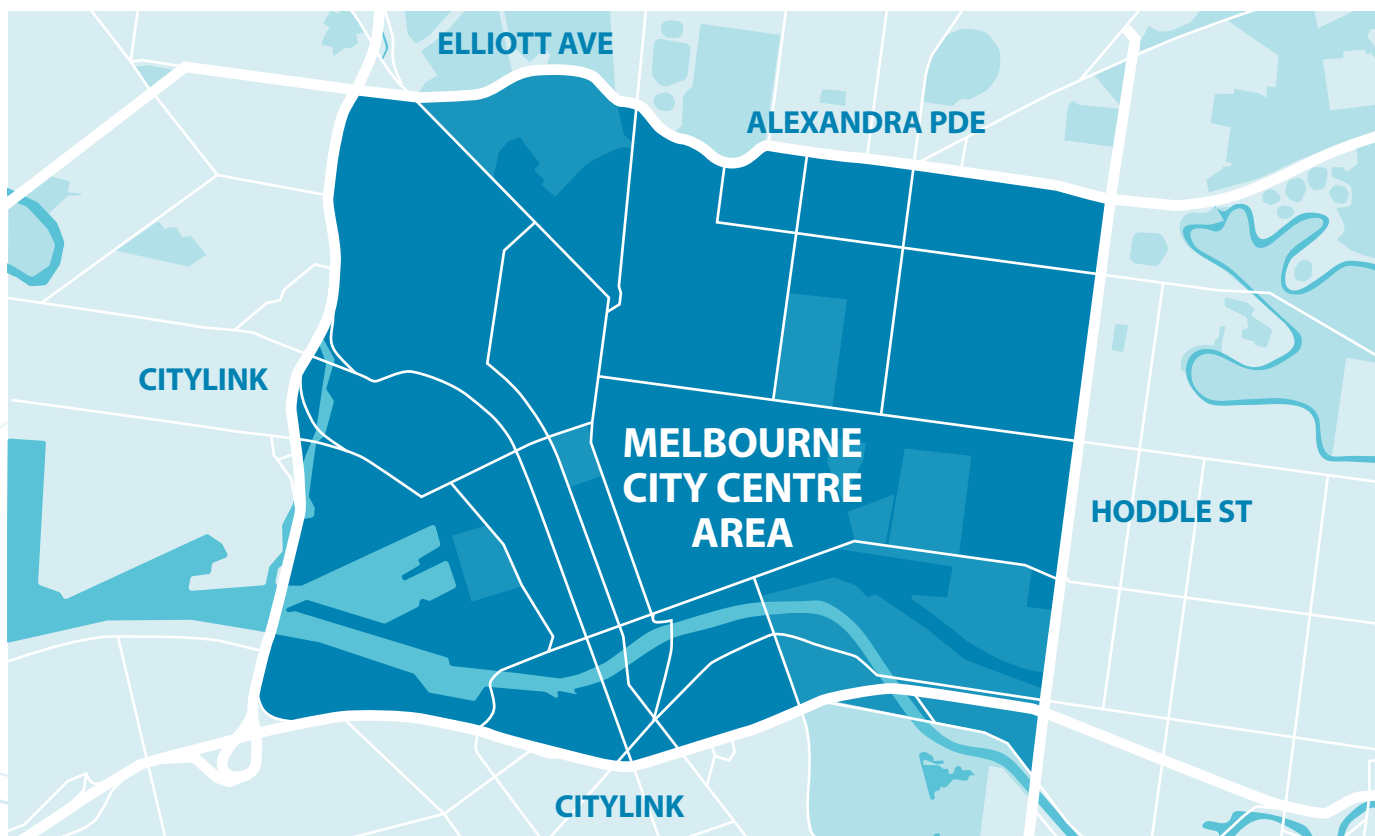 ELLIOTT AVE
ALEXANDRA PDE
CITYLINK
MELBOURNE
CITY CENTRE
AREA
HODDLE ST
CITYLINK